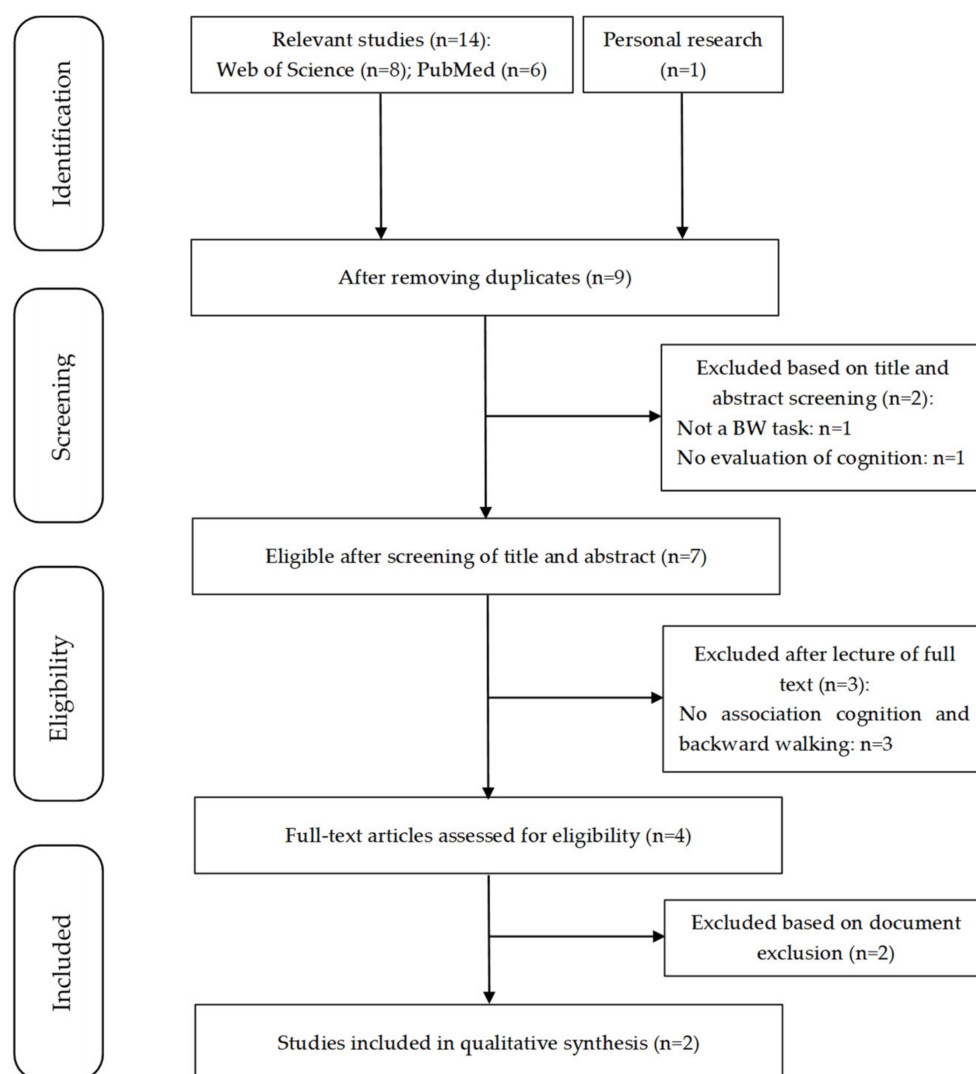 Identification
Relevant studies (n=14):
Web of Science (n=8); PubMed (n=6)
Personal research
(n=1)
After removing duplicates (n=9)
Screening
Excluded based on title and
abstract screening (n=2):
Not a BW task: n=1
No evaluation of cognition: n=1
Eligible after screening of title and abstract (n=7)
Eligibility
Excluded after lecture of full
text (n=3):
No association cognition and
backward walking: n=3
Full-text articles assessed for eligibility (n=4)
Included
Excluded based on document
exclusion (n=2)
Studies included in qualitative synthesis (n=2)